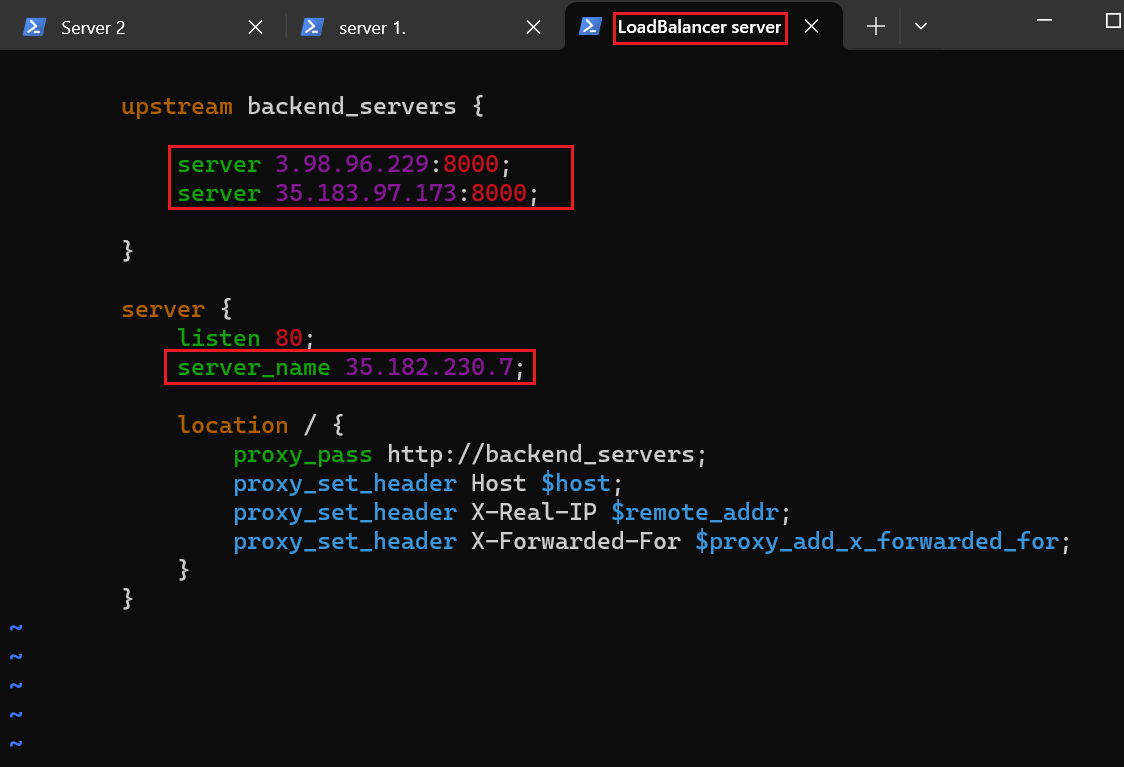 Server 2
server 1.
LoadBalancer server
upstream backend_servers {
server 3.98.96.229:8000;
server 35.183.97.173:8000;
}
server {
listen 80;
server_name 35.182.230.7;
location / {
proxy_pass http://backend_servers;
proxy_set_header Host $host;
proxy_set_header X-Real-IP $remote_addr;
proxy_set_header X-Forwarded-For $proxy_add_x_forwarded_for;
}
}
~
~
~
~
~